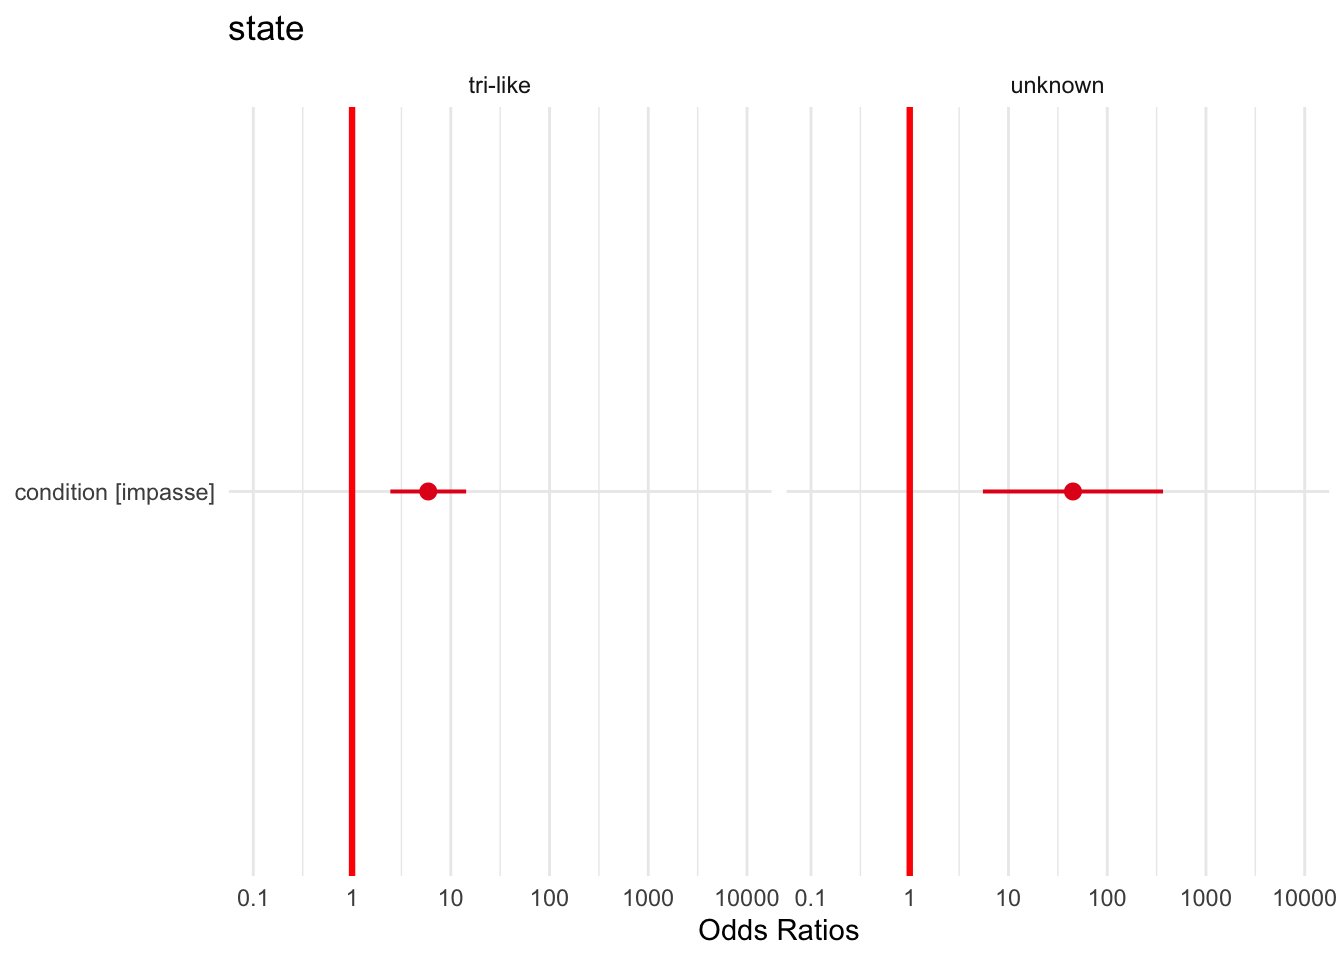 state
tri-like unknown
condition [impasse]
0.1 1 10 100 1000 10000 0.1 1 10 100 1000 10000
Odds Ratios